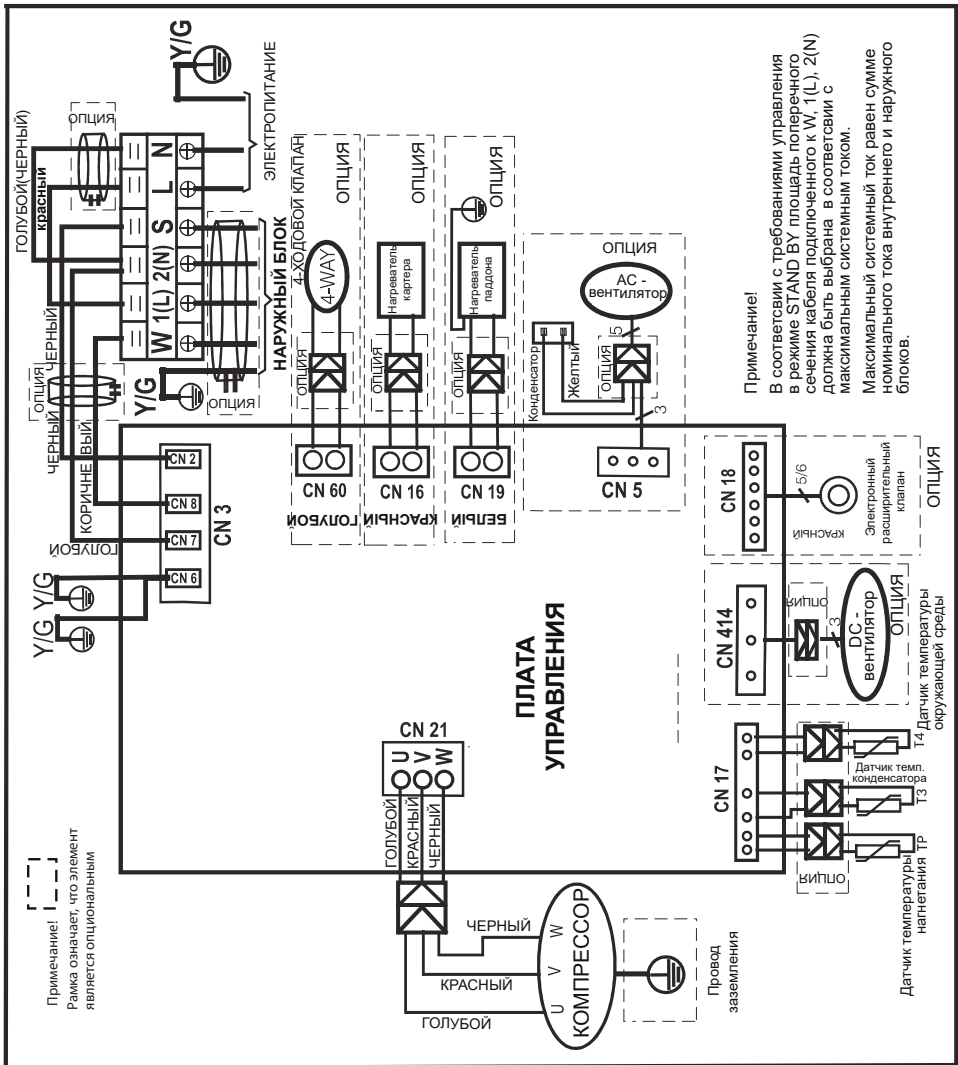 ГОЛУБОЙ(ЧЕРНЫЙ)
красный
ОПЦИЯ
Y/G
ЭЛЕКТРОПИТАНИЕ
W 1(L) 2(N) S L N
ЧЕРНЫЙ
ОПЦИЯ
Y/G
ОПЦИЯ
НАРУЖНЫЙ БЛОК
ЧЕРНЫЙ
КОРИЧНЕВЫЙ
ГОЛУБОЙ
Y/G
Y/G
CN 2
CN 8
CN 7
CN 6
CN 3
4-ХОДОВОЙ КЛАПАН
4-WAY
ОПЦИЯ
ОПЦИЯ
CN 60
ГОЛУБОЙ
Нагреватель
картера
ОПЦИЯ
ОПЦИЯ
CN 16
КРАСНЫЙ
Нагреватель
поддона
ОПЦИЯ
ОПЦИЯ
CN 19
БЕЛЫЙ
ОПЦИЯ
AC -
вентилятор
Конденсатор
Желтый
ОПЦИЯ
5
3
CN 5
Примечание!
В соответсвии с требованиями управления
в режиме STAND BY площадь поперечного
сечения кабеля подключенного к W, 1(L), 2(N)
должна быть выбрана в соответсвии с
максимальным системным током.
Максимальный системный ток равен сумме
номинального тока внутреннего и наружного
блоков.
CN 18
5/6
КРАСНЫЙ
Электронный
расширительный
клапан
ОПЦИЯ
CN 414
ОПЦИЯ
3
DC -
вентилятор
ОПЦИЯ
ПЛАТА
УПРАВЛЕНИЯ
CN 17
Датчик температуры
окружающей среды
T4
Датчик темп.
конденсатора
T3
TP
ОПЦИЯ
Датчик температуры
нагнетания
CN 21
U
V
W
ГОЛУБОЙ
КРАСНЫЙ
ЧЕРНЫЙ
ЧЕРНЫЙ
КРАСНЫЙ
ГОЛУБОЙ
U V W
КОМПРЕССОР
Провод
заземления
Примечание!
Рамка означает, что элемент
является опциональным